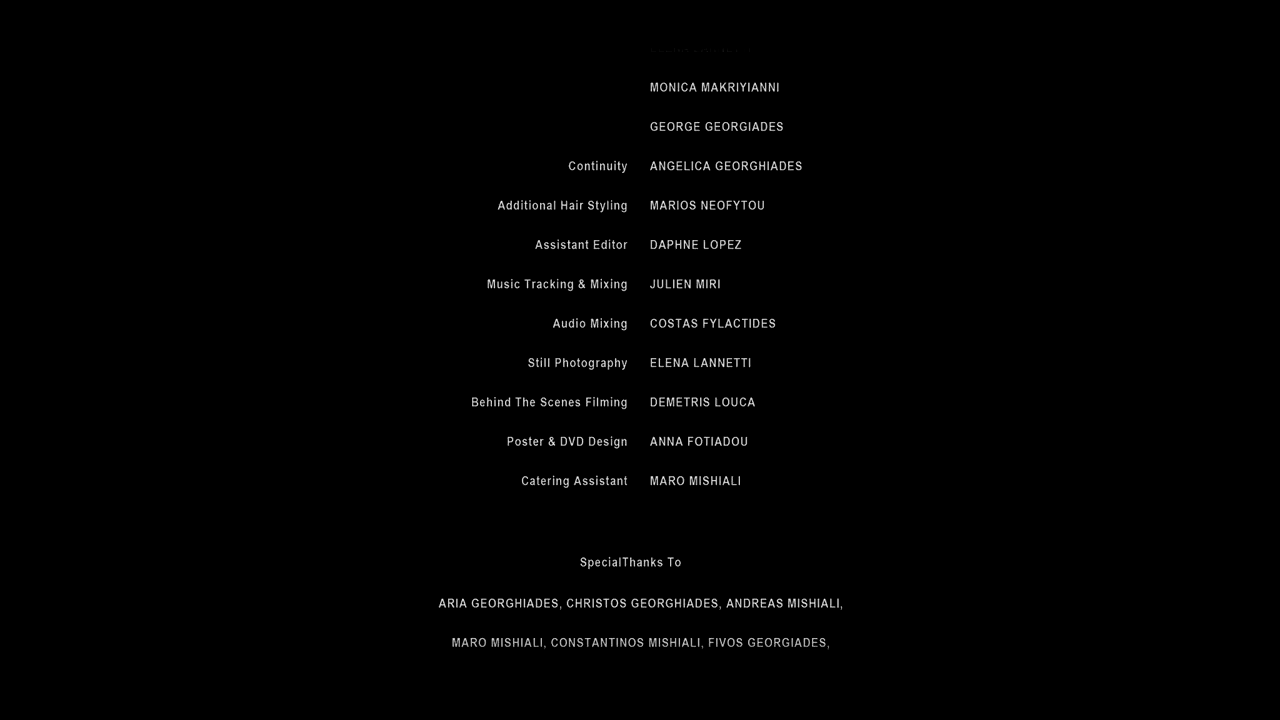 MONICA MAKRIYIANNI
GEORGE GEORGIADES
Continuity ANGELICA GEORGHIADES
Additional Hair Styling MARIOS NEOFYTOU
Assistant Editor DAPHNE LOPEZ
Music Tracking & Mixing JULIEN MIRI
Audio Mixing COSTAS FYLACTIDES
Still Photography ELENA LANNETTI
Behind The Scenes Filming DEMETRIS LOUCA
Poster & DVD Design ANNA FOTIADOU
Catering Assistant MARO MISHIALI
SpecialThanks To
ARIA GEORGHIADES, CHRISTOS GEORGHIADES, ANDREAS MISHIALI,
MARO MISHIALI, CONSTANTINOS MISHIALI, FIVOS GEORGIADES,